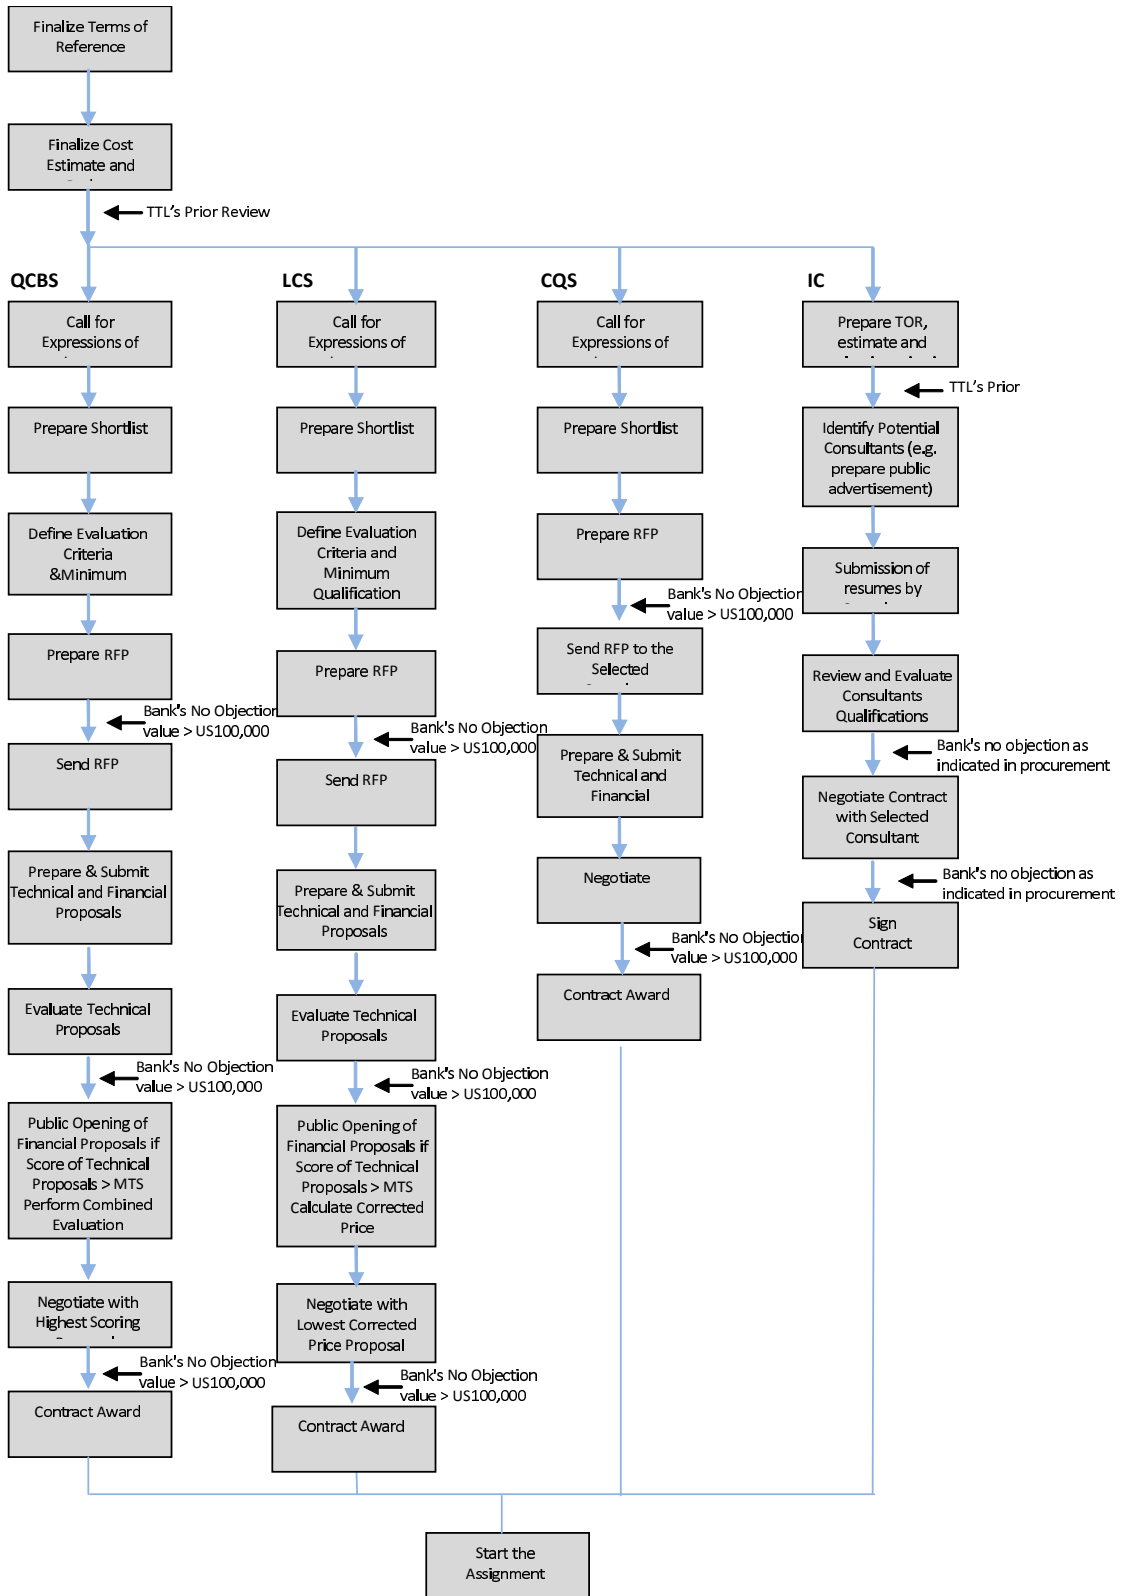 Finalize Terms of
Reference
Finalize Cost
Estimate and
TTL's Prior Review
QCBS
Call for
Expressions of
Prepare Shortlist
Define Evaluation
Criteria
&Minimum
Prepare RFP
Bank's No Objection
value > US100,000
Send RFP
Prepare & Submit
Technical and Financial
Proposals
Evaluate Technical
Proposals
Bank's No Objection
value > US100,000
Public Opening of
Financial Proposals if
Score of Technical
Proposals > MTS
Perform Combined
Evaluation
Negotiate with
Highest Scoring
Bank's No Objection
value > US100,000
Contract Award
LCS
Call for
Expressions of
Prepare Shortlist
Define Evaluation
Criteria and
Minimum
Qualification
Prepare RFP
Bank's No Objection
value > US100,000
Send RFP
Prepare & Submit
Technical and Financial
Proposals
Evaluate Technical
Proposals
Bank's No Objection
value > US100,000
Public Opening of
Financial Proposals if
Score of Technical
Proposals > MTS
Calculate Corrected
Price
Negotiate with
Lowest Corrected
Price Proposal
Bank's No Objection
value > US100,000
Contract Award
CQS
Call for
Expressions of
Prepare Shortlist
Prepare RFP
Bank's No Objection
value > US100,000
Send RFP to the
Selected
Prepare & Submit
Technical and
Financial
Negotiate
Bank's No Objection
value > US100,000
Contract Award
IC
Prepare TOR,
estimate and
TTL's Prior
Identify Potential
Consultants (e.g.
prepare public
advertisement)
Submission of
resumes by
Review and Evaluate
Consultants
Qualifications
Bank's no objection as
indicated in procurement
Negotiate Contract
with Selected
Consultant
Bank's no objection as
indicated in procurement
Sign
Contract
Start the
Assignment